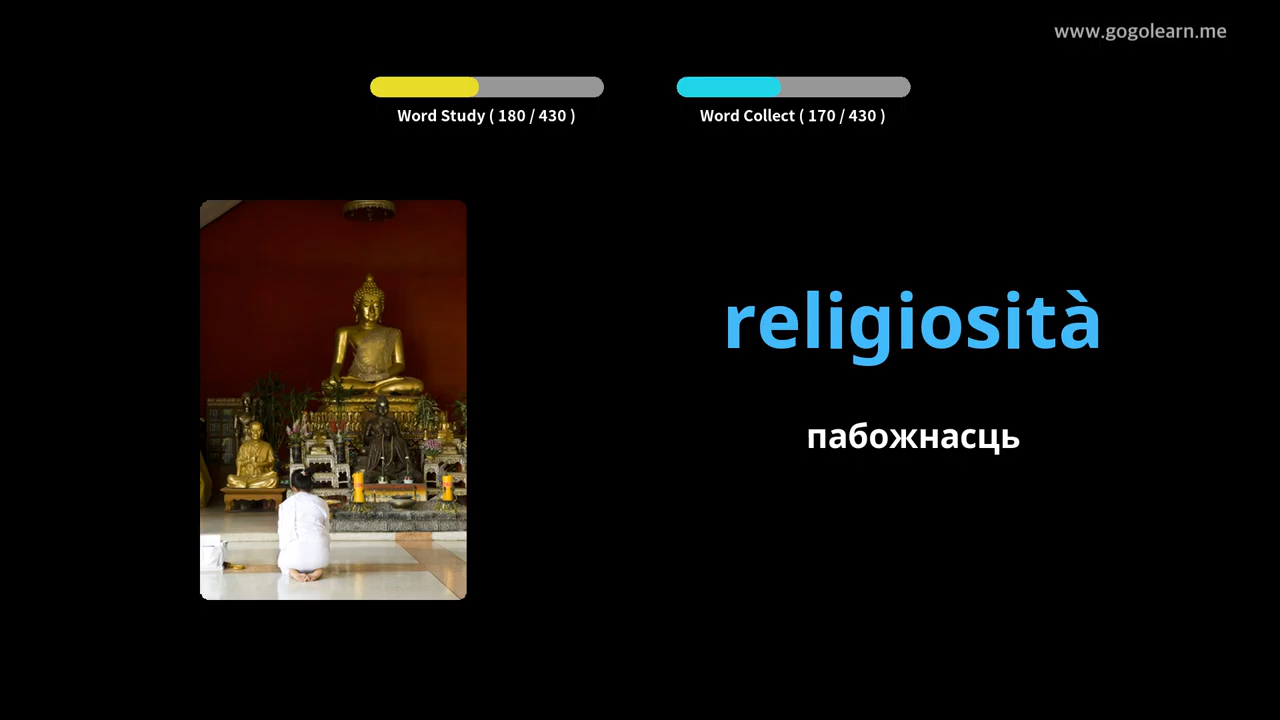 www.gogolearn.me
Word Study ( 180 / 430 )
Word Collect ( 170 / 430 )
religiosità
пабожнасць